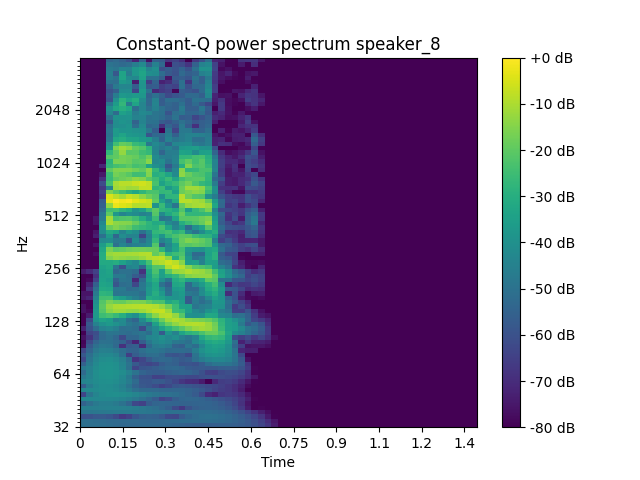 Constant-Q power spectrum speaker_8
+0 dB
-10 dB
-20 dB
-30 dB
-40 dB
-50 dB
-60 dB
-70 dB
-80 dB
Hz
2048
1024
512
256
128
64
32
0 0.15 0.3 0.45 0.6 0.75 0.9 1.1 1.2 1.4
Time